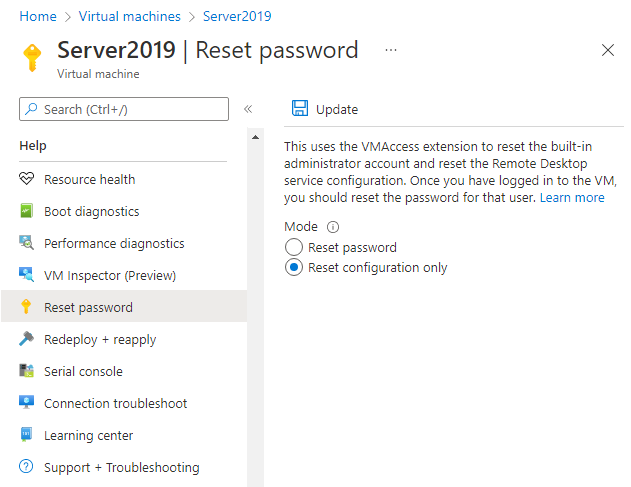 Home > Virtual machines > Server2019
Server2019 | Reset password ...
Virtual machine
Search (Ctrl+/) «
Help
Resource health
Boot diagnostics
Performance diagnostics
VM Inspector (Preview)
Reset password
Redeploy + reapply
Serial console
Connection troubleshoot
Learning center
Support + Troubleshooting
Update
This uses the VMAccess extension to reset the built-in
administrator account and reset the Remote Desktop
service configuration. Once you have logged in to the VM,
you should reset the password for that user. Learn more
Mode
Reset password
Reset configuration only